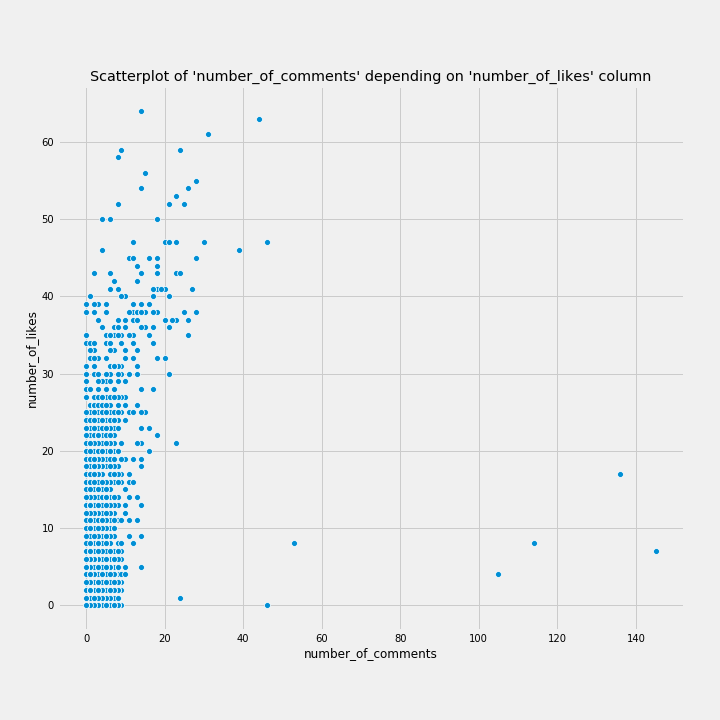 Scatterplot of 'number_of_comments' depending on 'number_of_likes' column
number_of_likes
60
50
40
30
20
10
0
0 20 40 60 80 100 120 140
number_of_comments